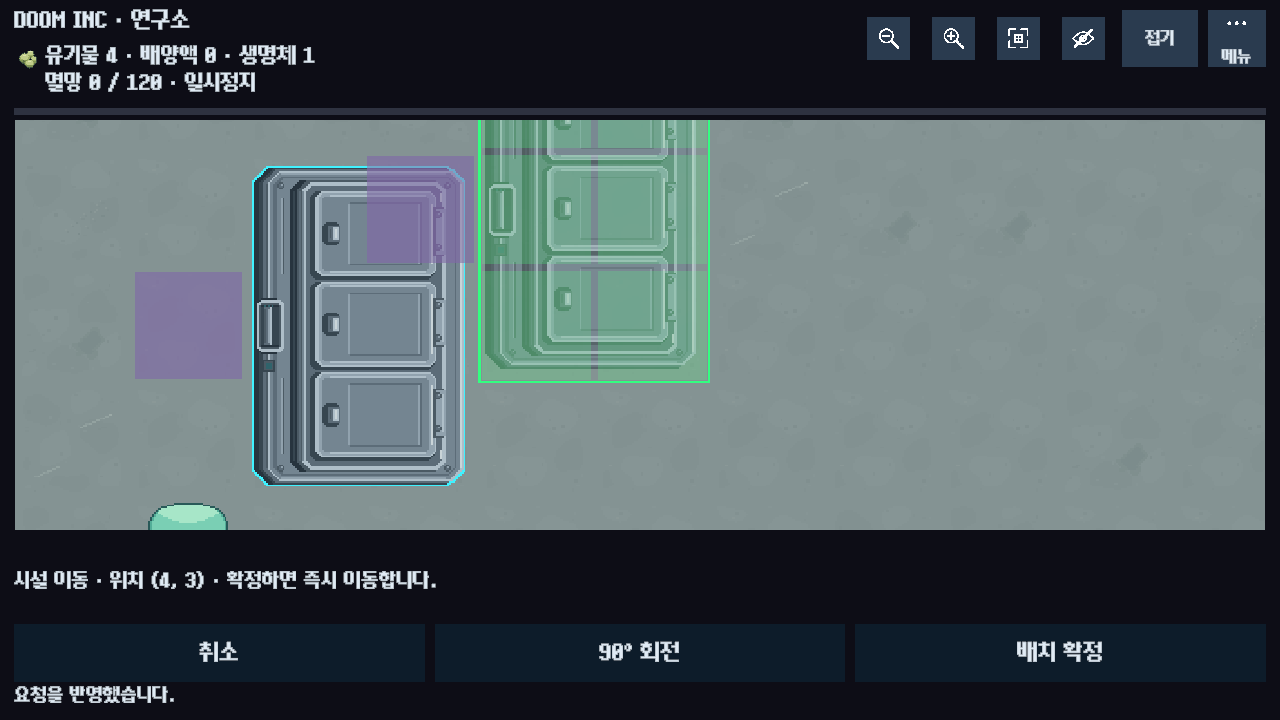 DOOM INC · 연구소
유기물 4 · 배양액 0 · 생명체 1
멸망 0 / 120 · 일시정지
접기
메뉴
시설 이동 · 위치 (4, 3) · 확정하면 즉시 이동합니다.
취소
90° 회전
배치 확정
요청을 반영했습니다.